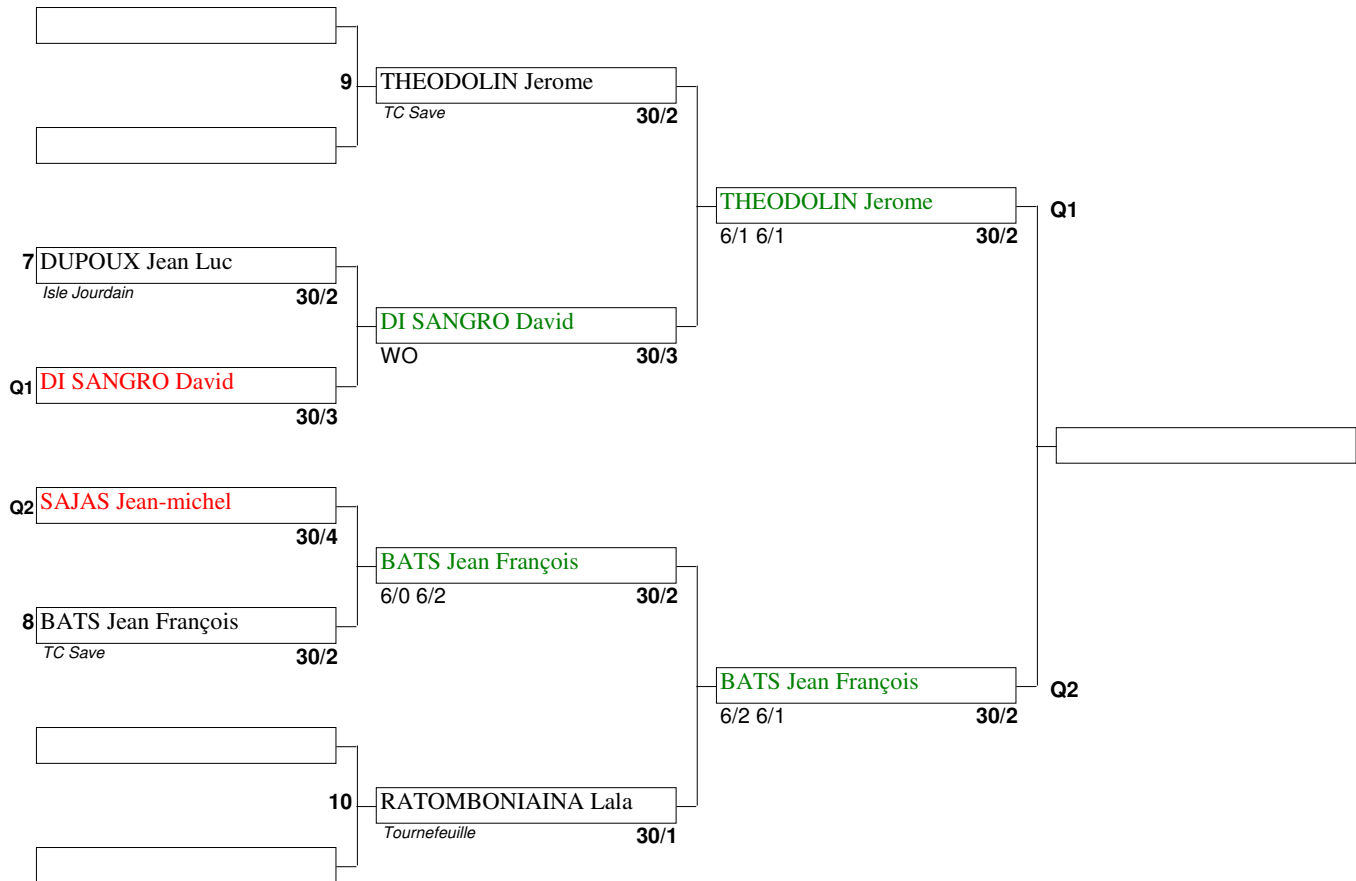 9 THEODOLIN Jerome
TC Save 30/2
THEODOLIN Jerome Q1
6/1 6/1 30/2
7 DUPOUX Jean Luc
Isle Jourdain 30/2
DI SANGRO David
WO 30/3
Q1 DI SANGRO David
30/3
Q2 SAJAS Jean-michel
30/4
BATS Jean François
6/0 6/2 30/2
8 BATS Jean François
TC Save 30/2
BATS Jean François Q2
6/2 6/1 30/2
10 RATOMBONIAINA Lala
Tournefeuille 30/1